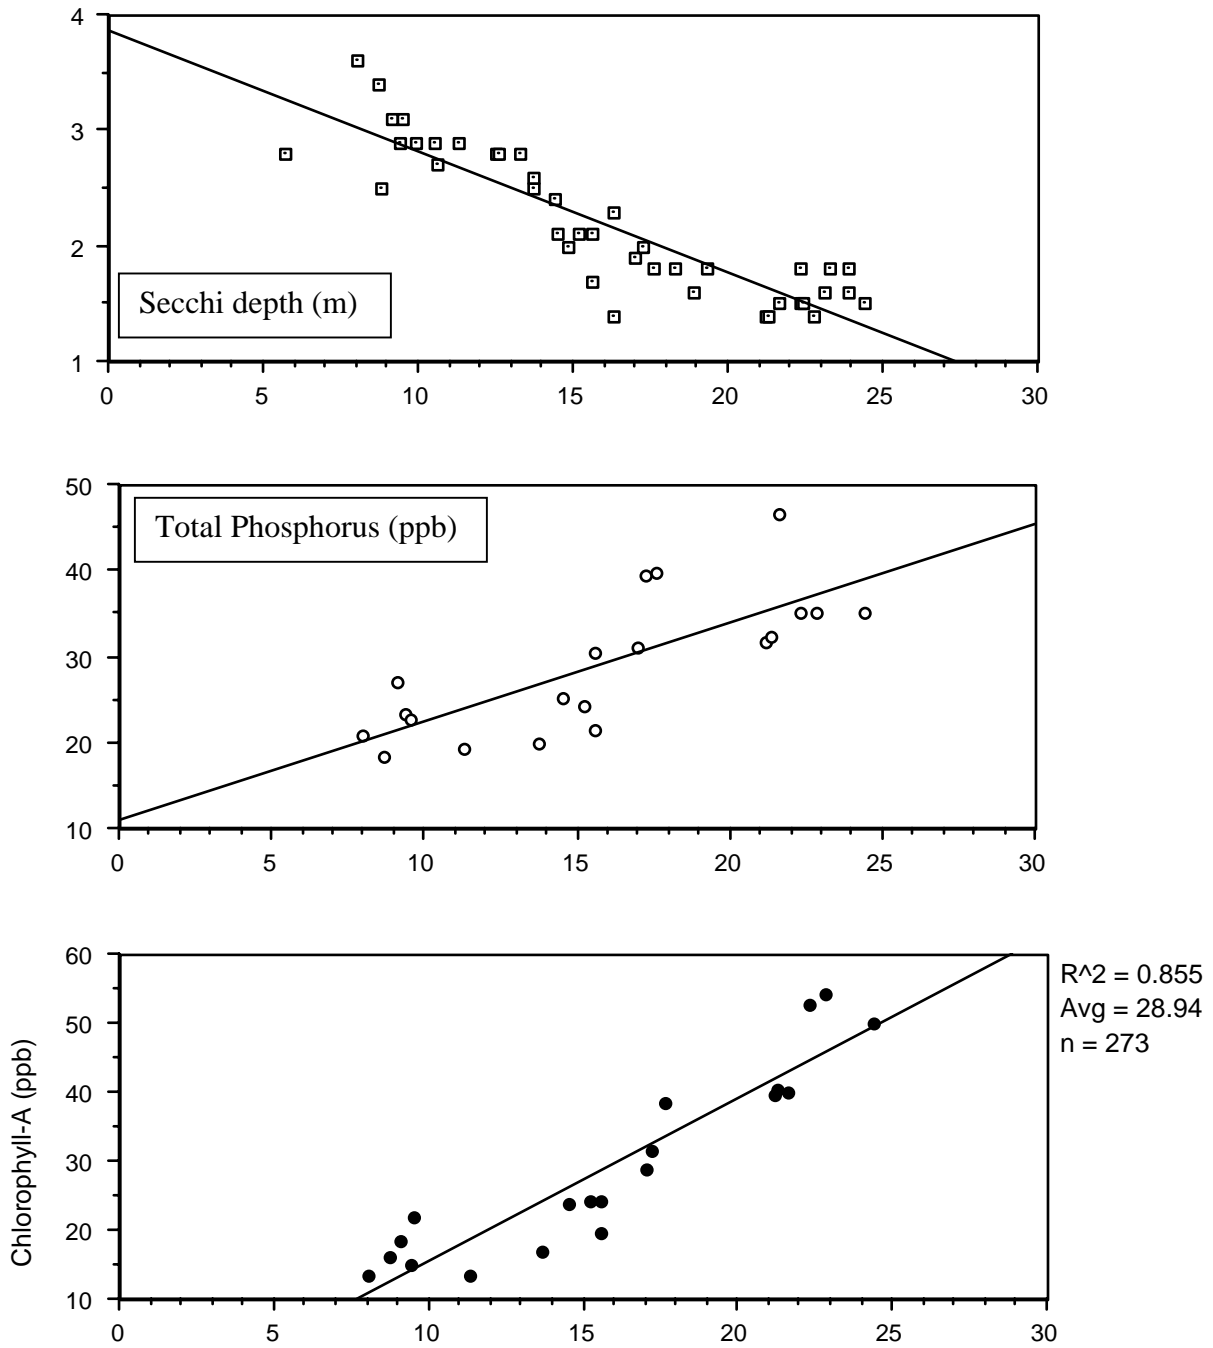 4
3
2
1
Secchi depth (m)
0 5 10 15 20 25 30
50
40
30
20
10
Total Phosphorus (ppb)
0 5 10 15 20 25 30
60
50
40
30
20
10
Chlorophyll-A (ppb)
R^2 = 0.855
Avg = 28.94
n = 273
0 5 10 15 20 25 30